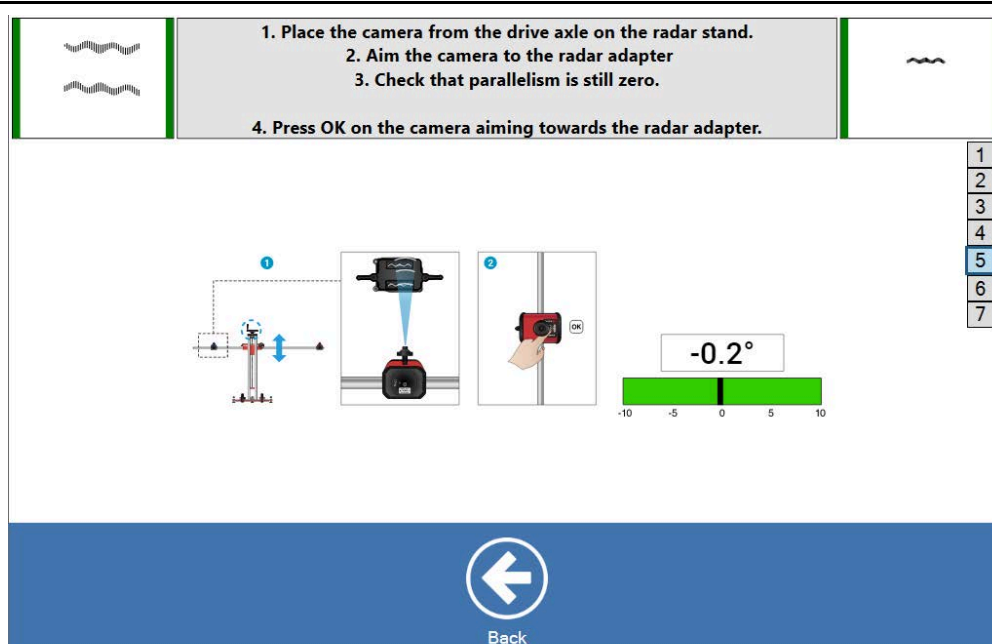 1. Place the camera from the drive axle on the radar stand.
2. Aim the camera to the radar adapter
3. Check that parallelism is still zero.
4. Press OK on the camera aiming towards the radar adapter.
1
2
3
4
5
6
7
1
2
OK
-0.2°
-10 -5 0 5 10
Back